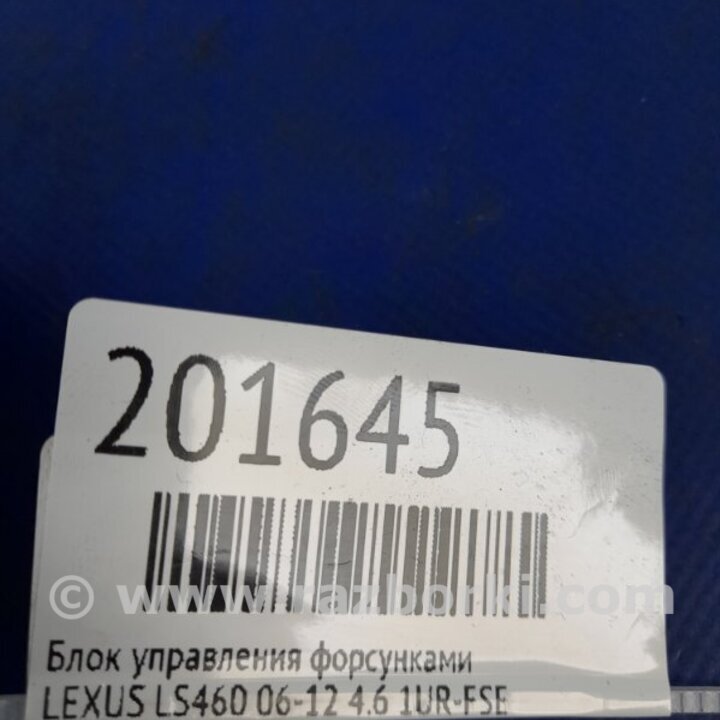 201645
© www.razborki.com
Блок управления форсунками
LEXUS LS460 06-12 4.6 1UR-FSE